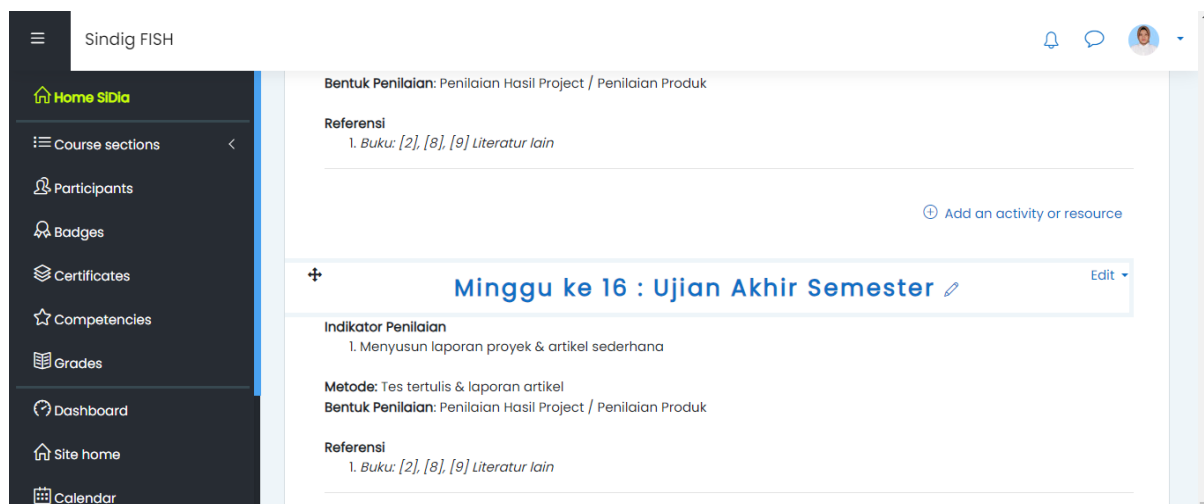 Sindig FISH
Home SiDia
Course sections
Participants
Badges
Certificates
Competencies
Grades
Dashboard
Site home
Calendar
Bentuk Penilaian: Penilaian Hasil Project / Penilaian Produk
Referensi
1. Buku: [2], [8], [9] Literatur lain
Add an activity or resource
Minggu ke 16 : Ujian Akhir Semester
Edit
Indikator Penilaian
1. Menyusun laporan proyek & artikel sederhana
Metode: Tes tertulis & laporan artikel
Bentuk Penilaian: Penilaian Hasil Project / Penilaian Produk
Referensi
1. Buku: [2], [8], [9] Literatur lain